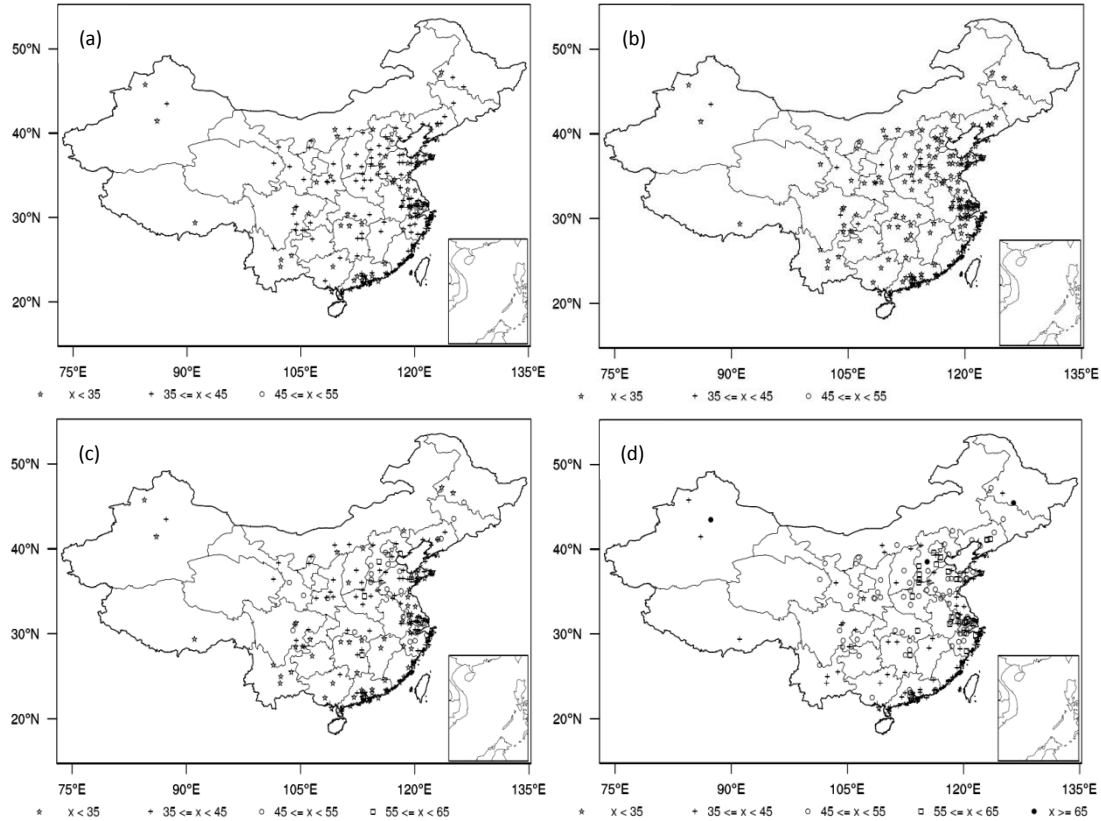 (a)
50°N
40°N
30°N
20°N
75°E 90°E 105°E 120°E 135°E
☆ x < 35 + 35 <= x < 45 ○ 45 <= x < 55
(b)
50°N
40°N
30°N
20°N
75°E 90°E 105°E 120°E 135°E
☆ x < 35 + 35 <= x < 45 ○ 45 <= x < 55
(c)
50°N
40°N
30°N
20°N
75°E 90°E 105°E 120°E 135°E
☆ x < 35 + 35 <= x < 45 ○ 45 <= x < 55 □ 55 <= x < 65
(d)
50°N
40°N
30°N
20°N
75°E 90°E 105°E 120°E 135°E
☆ x < 35 + 35 <= x < 45 ○ 45 <= x < 55 □ 55 <= x < 65 ● x >= 65